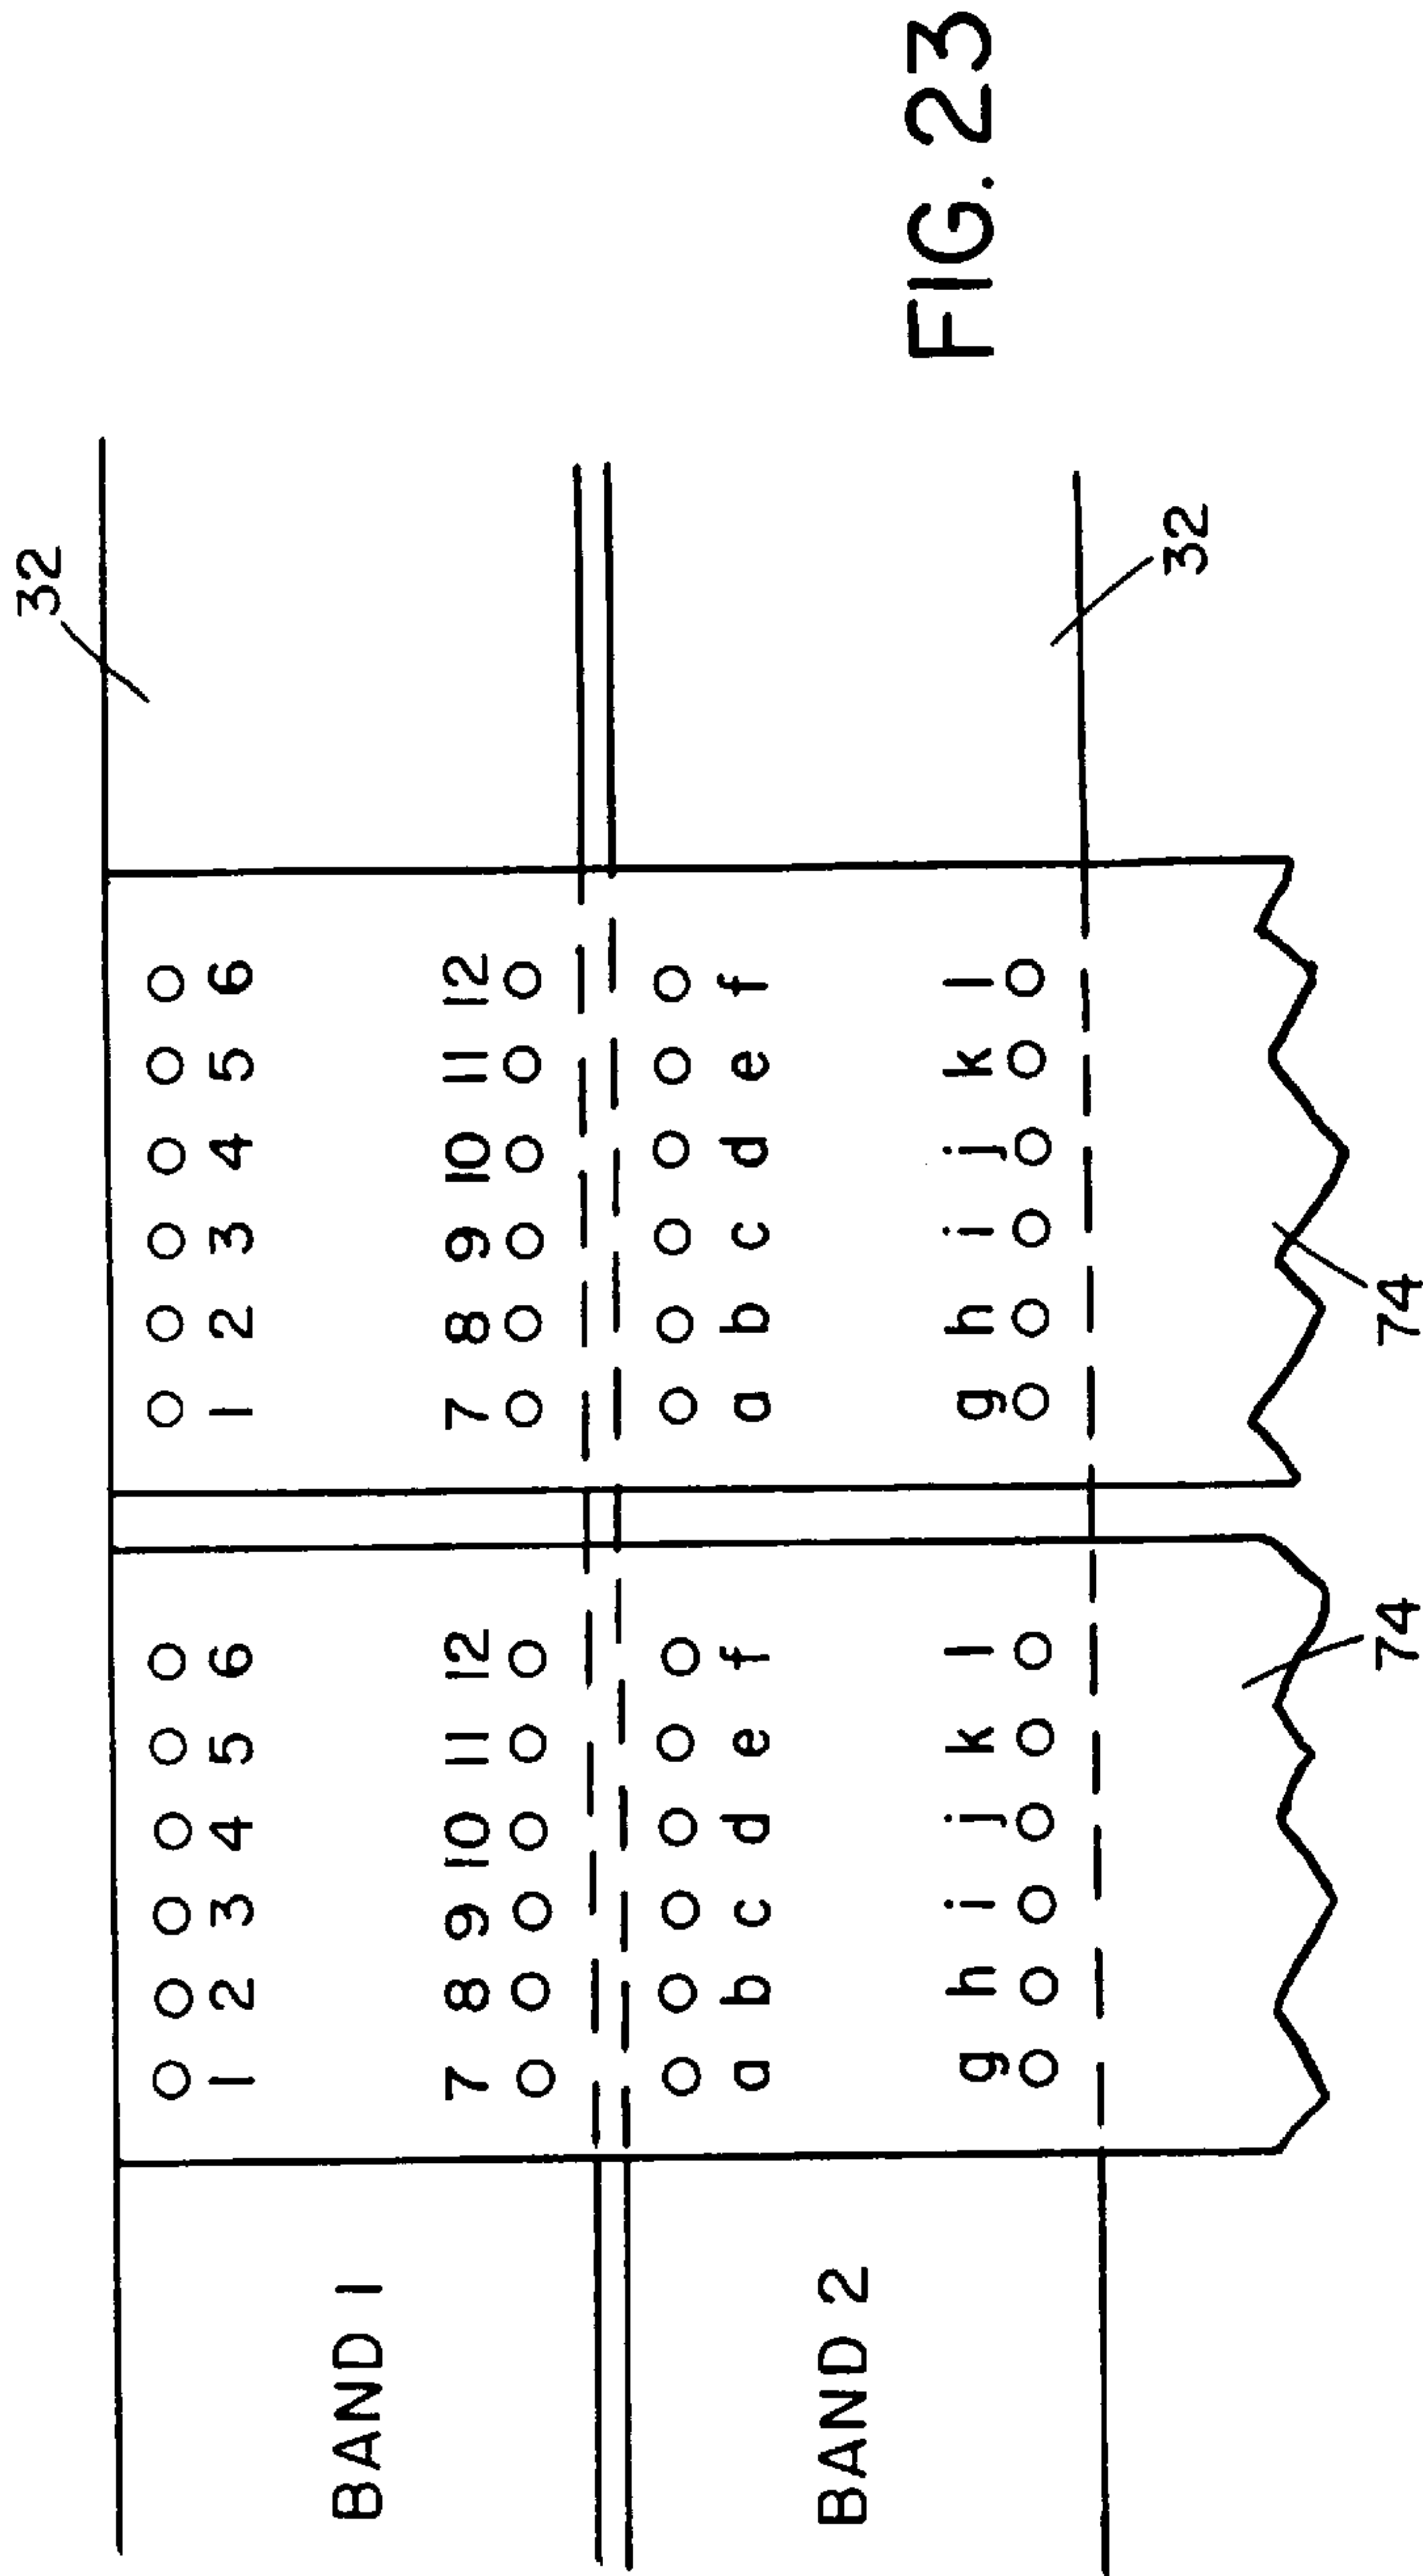 32
BAND 1
1 2 3 4 5 6 1 2 3 4 5 6
7 8 9 10 11 12 7 8 9 10 11 12
BAND 2
a b c d e f a b c d e f
g h i j k l g h i j k l
32
74 74
FIG. 23